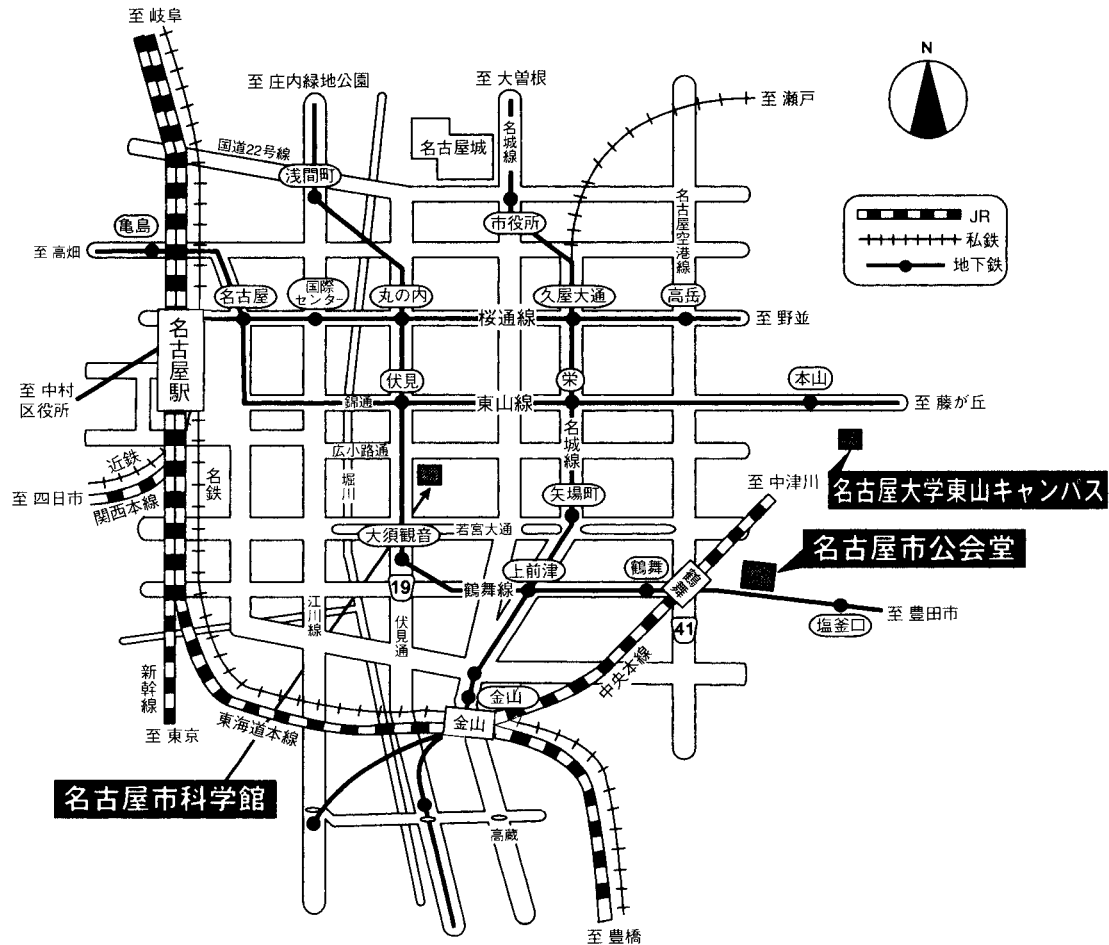 至 岐阜
N
至 庄内緑地公園
至 大曽根
至 瀬戸
名城線
名古屋城
国道22号線
浅間町
市役所
名古屋空港線
JR
私鉄
地下鉄
亀島
至 高畑
名古屋
国際
センター
丸の内
久屋大通
高岳
桜通線
至 野並
名古屋駅
伏見
栄
本山
至 中村
区役所
錦通
東山線
至 藤が丘
広小路通
名城線
近鉄
名鉄
堀川
至 中津川
至 四日市
関西本線
矢場町
名古屋大学東山キャンパス
大須観音
若宮大通
名古屋市公会堂
上前津
鶴舞
鶴舞
19
鶴舞線
至 豊田市
江川線
伏見通
41
塩釜口
新幹線
中央本線
金山
東海道本線
金山
至 東京
名古屋市科学館
高蔵
至 豊橋